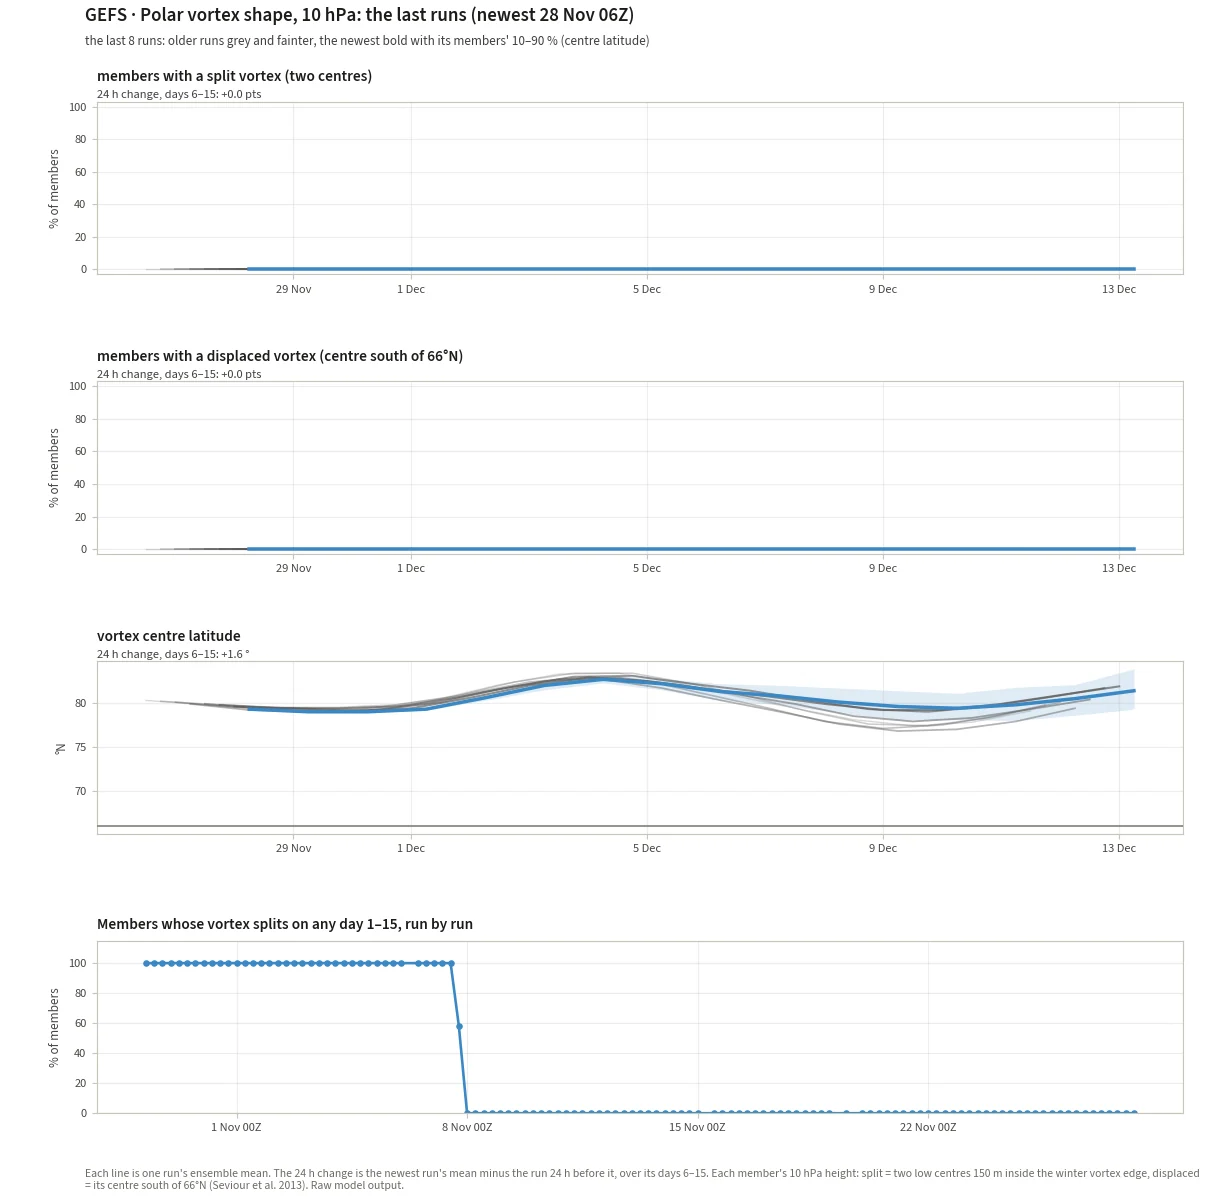 GEFS · Polar vortex shape, 10 hPa: the last runs (newest 28 Nov 06Z)
the last 8 runs: older runs grey and fainter, the newest bold with its members' 10–90 % (centre latitude)
members with a split vortex (two centres)
24 h change, days 6–15: +0.0 pts
100
80
60
40
20
0
% of members
29 Nov
1 Dec
5 Dec
9 Dec
13 Dec
members with a displaced vortex (centre south of 66°N)
24 h change, days 6–15: +0.0 pts
100
80
60
40
20
0
% of members
29 Nov
1 Dec
5 Dec
9 Dec
13 Dec
vortex centre latitude
24 h change, days 6–15: +1.6 °
80
75
70
°N
29 Nov
1 Dec
5 Dec
9 Dec
13 Dec
Members whose vortex splits on any day 1–15, run by run
100
80
60
40
20
0
% of members
1 Nov 00Z
8 Nov 00Z
15 Nov 00Z
22 Nov 00Z
Each line is one run's ensemble mean. The 24 h change is the newest run's mean minus the run 24 h before it, over its days 6–15. Each member's 10 hPa height: split = two low centres 150 m inside the winter vortex edge, displaced
= its centre south of 66°N (Seviour et al. 2013). Raw model output.